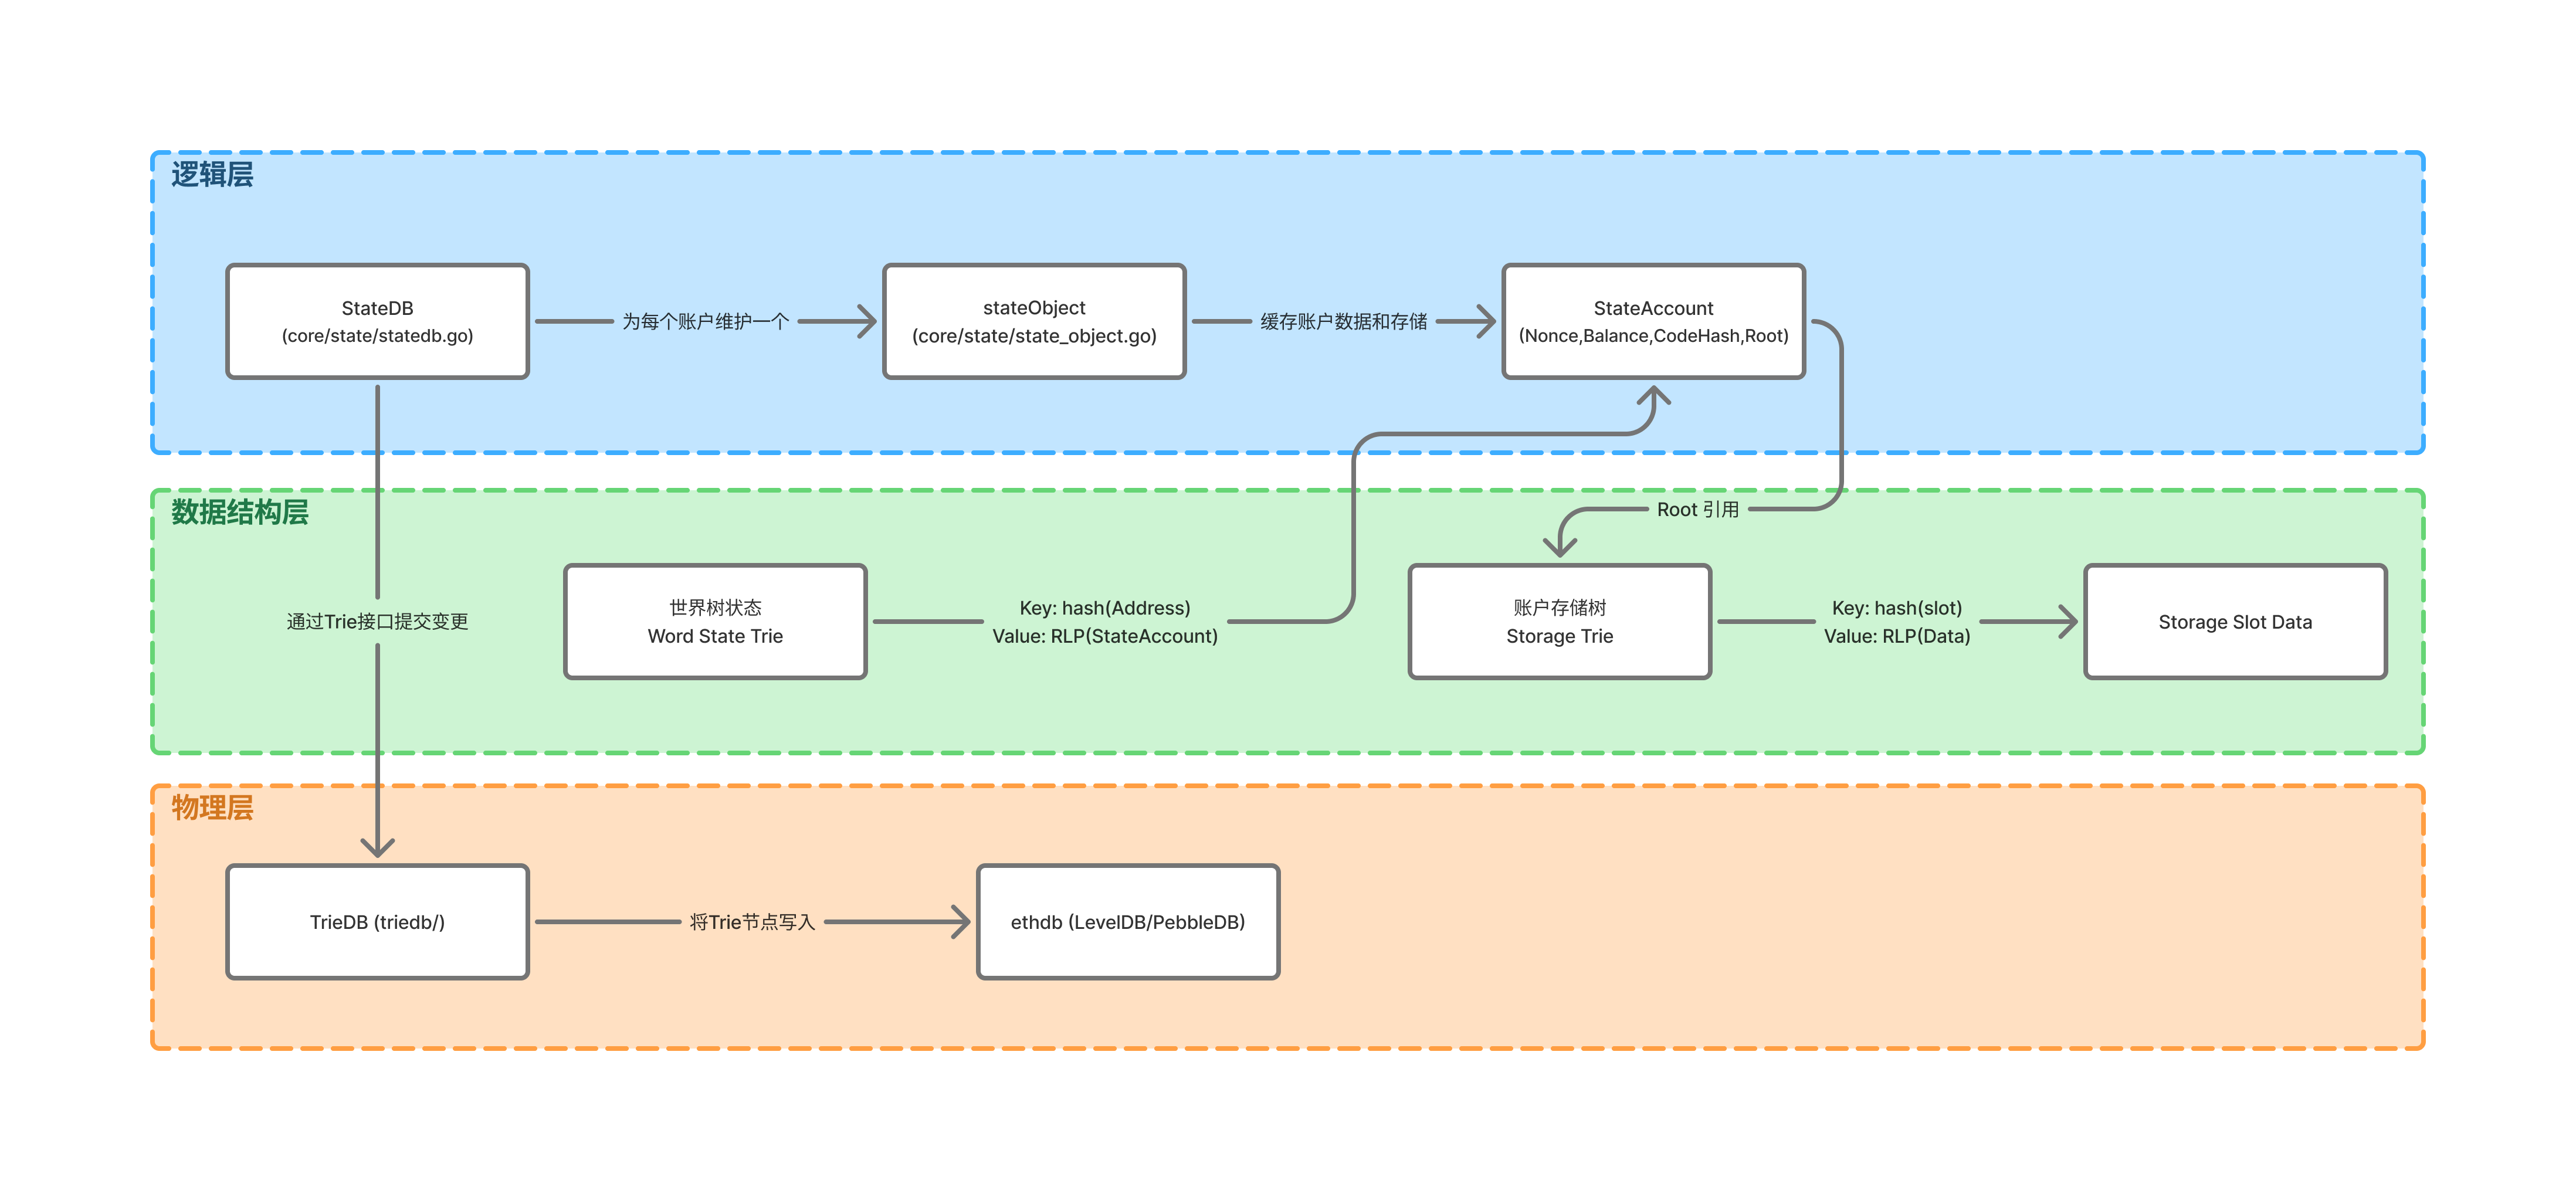 逻辑层
StateDB
(core/state/statedb.go)
为每个账户维护一个
stateObject
(core/state/state_object.go)
缓存账户数据和存储
StateAccount
(Nonce,Balance,CodeHash,Root)
数据结构层
Root 引用
通过Trie接口提交变更
世界树状态
Word State Trie
Key: hash(Address)
Value: RLP(StateAccount)
账户存储树
Storage Trie
Key: hash(slot)
Value: RLP(Data)
Storage Slot Data
物理层
TrieDB (triedb/)
将Trie节点写入
ethdb (LevelDB/PebbleDB)